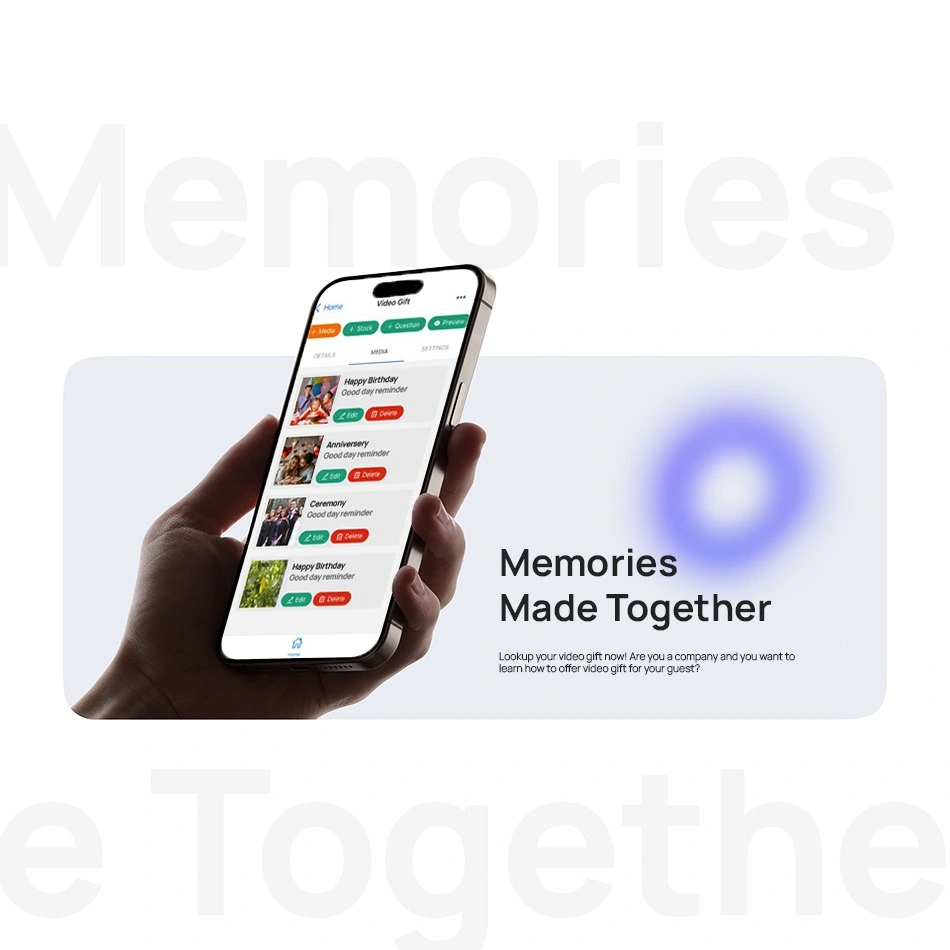 Memories
Home
Video Gift
+ Media
+ Stock
+ Question
Preview
DETAILS
MEDIA
SETTINGS
Happy Birthday
Good day reminder
Edit
Delete
Anniversery
Good day reminder
Edit
Delete
Ceremony
Good day reminder
Edit
Delete
Happy Birthday
Good day reminder
Edit
Delete
Home
Memories
Made Together
Lookup your video gift now! Are you a company and you want to
learn how to offer video gift for your guest?
e Togethe